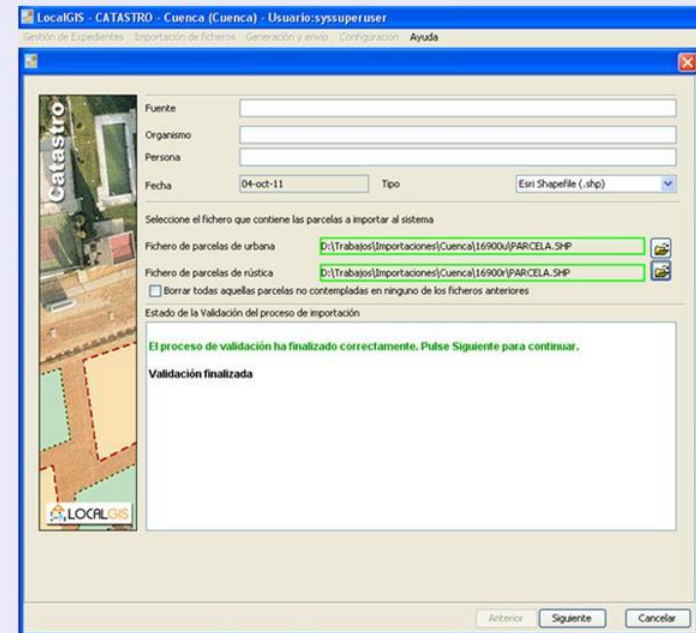 LocalGIS - CATASTRO - Cuenca (Cuenca) - Usuario:syssuperuser
Gestión de Expedientes Importación de ficheros Generación y envío Configuración Ayuda
Catastro
Fuente
Organismo
Persona
Fecha 04-oct-11 Tipo Esri Shapefile (.shp)
Seleccione el fichero que contiene las parcelas a importar al sistema
Fichero de parcelas de urbana D:\Trabajos\Importaciones\Cuenca\16900u\PARCELA.SHP
Fichero de parcelas de rústica D:\Trabajos\Importaciones\Cuenca\16900r\PARCELA.SHP
Borrar todas aquellas parcelas no contempladas en ninguno de los ficheros anteriores
Estado de la Validación del proceso de importación
El proceso de validación ha finalizado correctamente. Pulse Siguiente para continuar.
Validación finalizada
LOCALGIS
Anterior Siguiente Cancelar